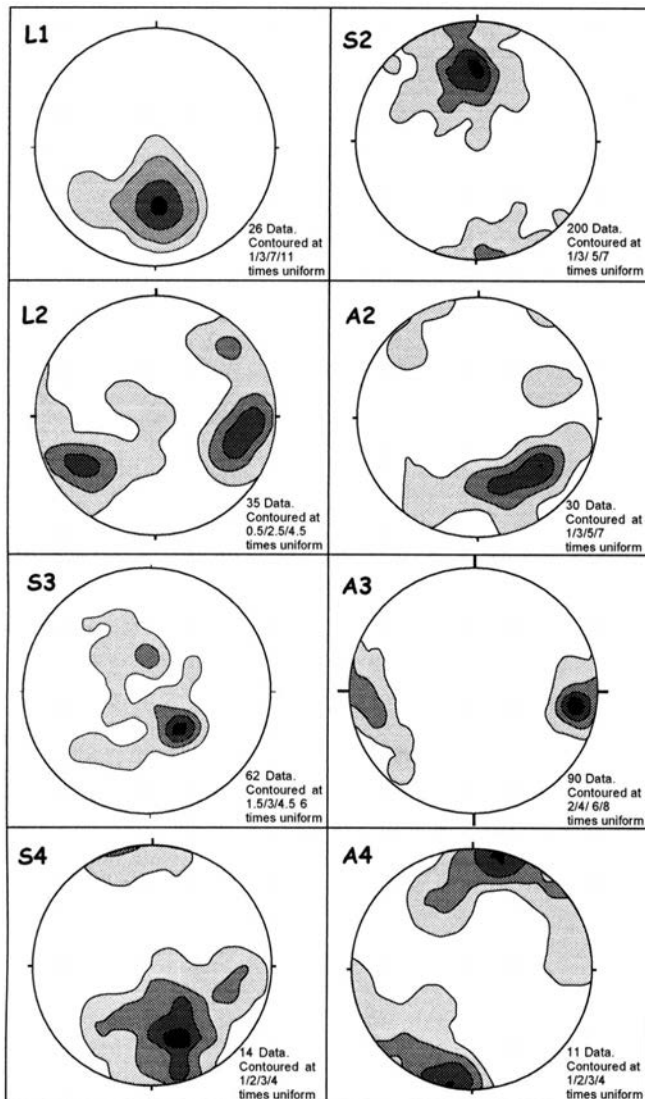 L1
26 Data.
Contoured at
1/3/7/11
times uniform
S2
200 Data.
Contoured at
1/3/ 5/7
times uniform
L2
35 Data.
Contoured at
0.5/2.5/4.5
times uniform
A2
30 Data.
Contoured at
1/3/5/7
times uniform
S3
62 Data.
Contoured at
1.5/3/4.5 6
times uniform
A3
90 Data.
Contoured at
2/4/ 6/8
times uniform
S4
14 Data.
Contoured at
1/2/3/4
times uniform
A4
11 Data.
Contoured at
1/2/3/4
times uniform